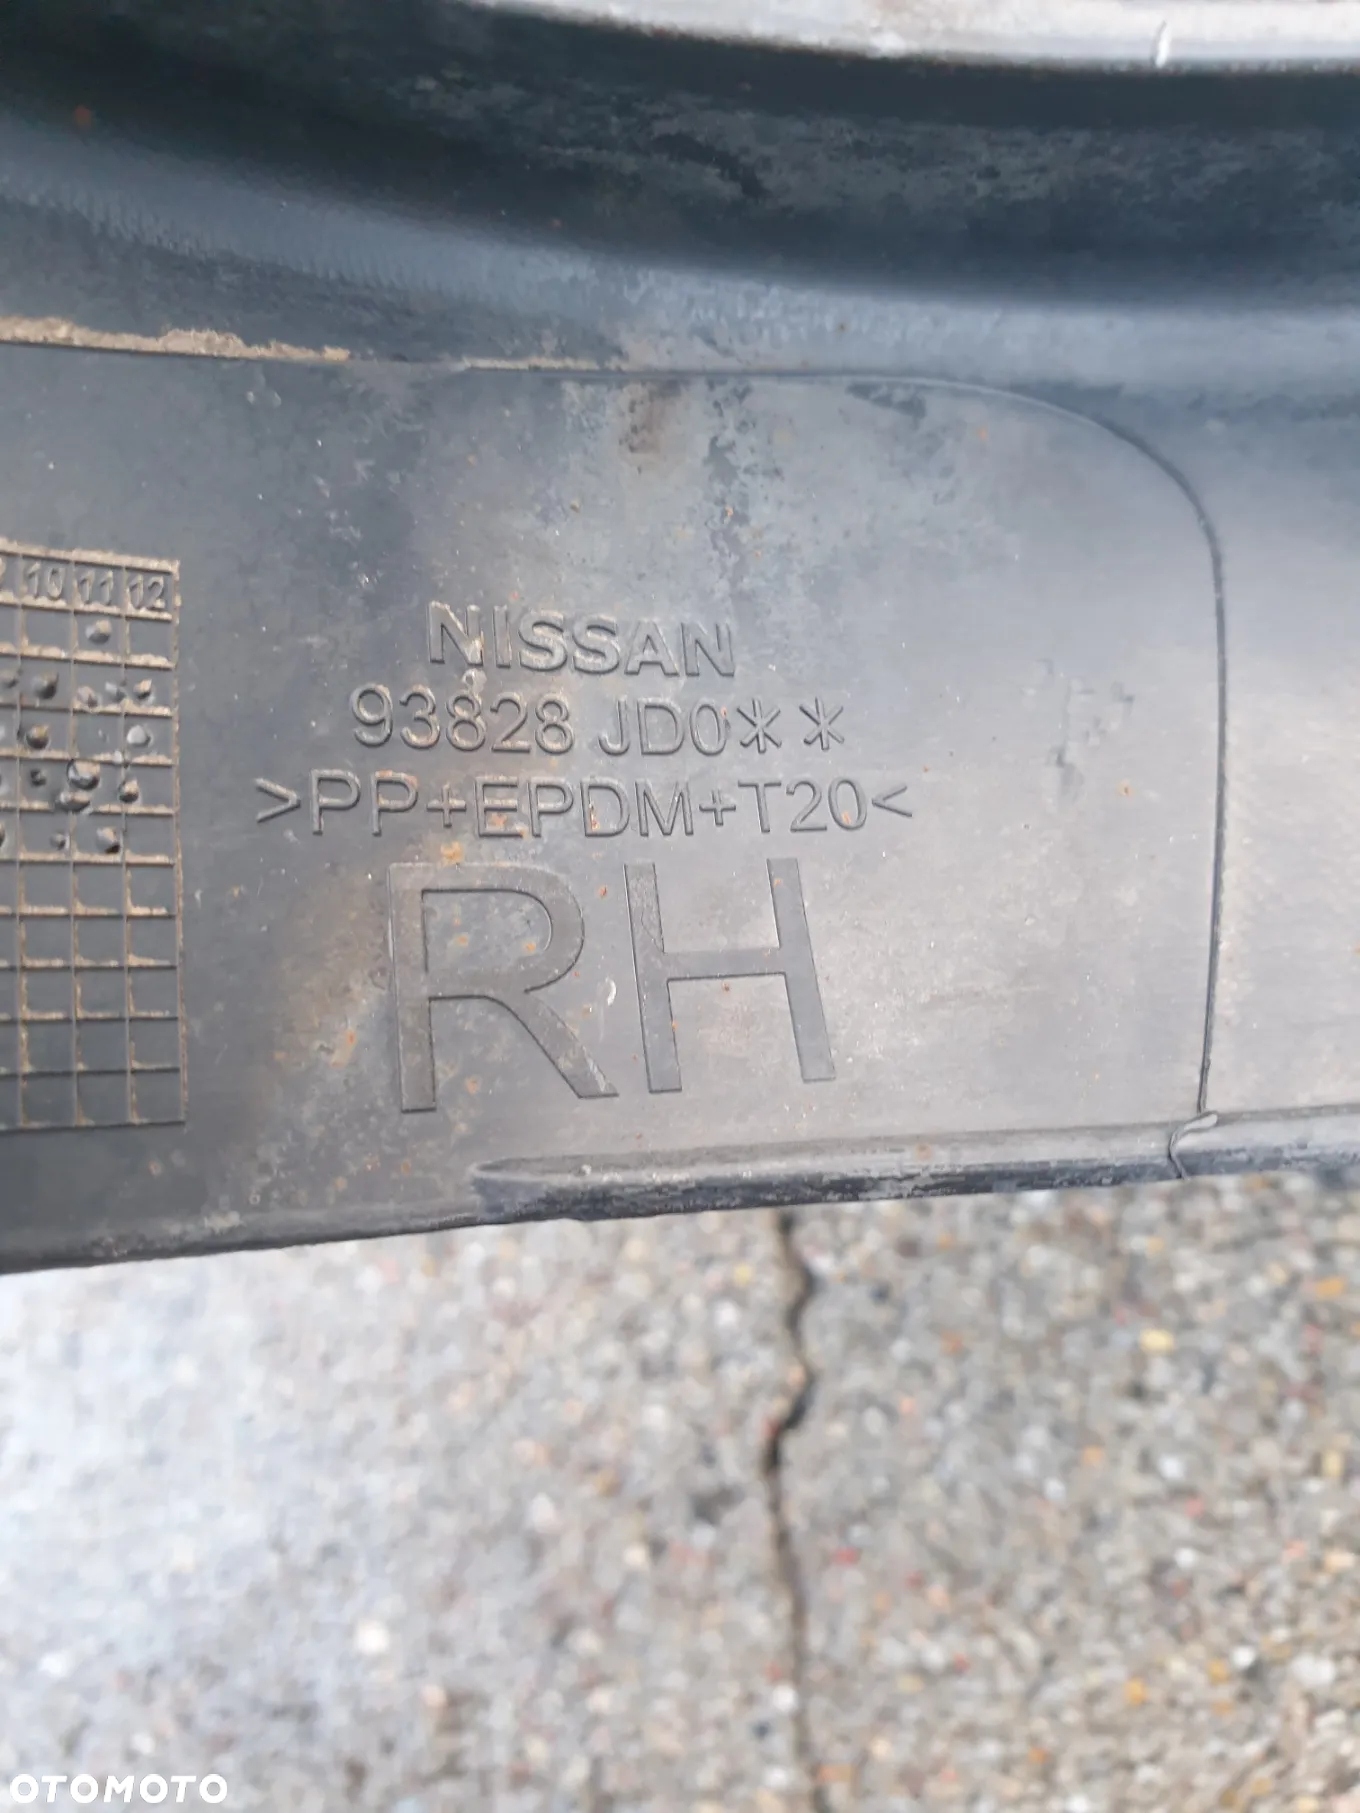 10 11 12
NISSAN
93828 JD0**
>PP+EPDM+T20<
RH
OTOMOTO